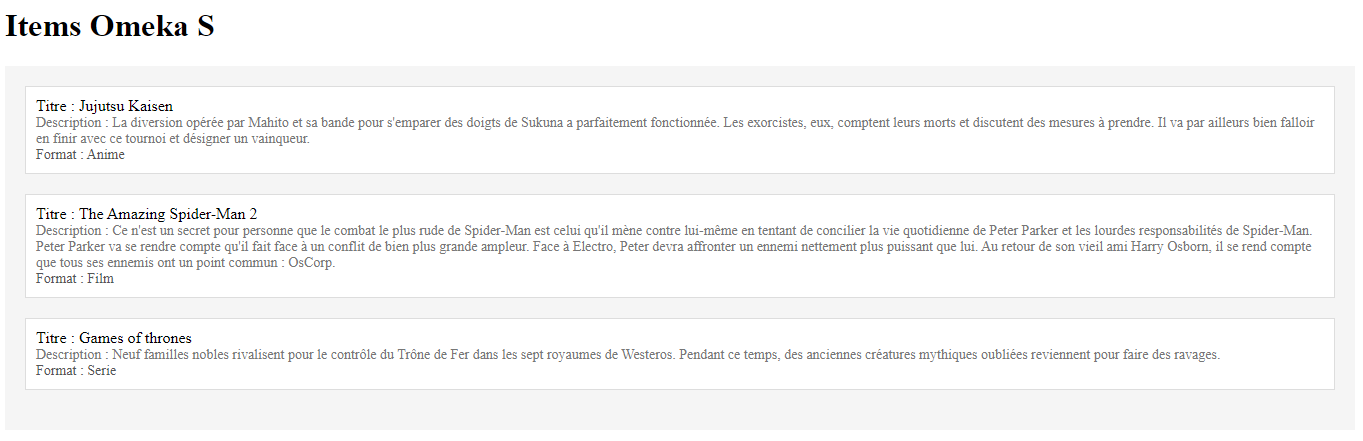 Items Omeka S
Titre : Jujutsu Kaisen
Description : La diversion opérée par Mahito et sa bande pour s'emparer des doigts de Sukuna a parfaitement fonctionnée. Les exorcistes, eux, comptent leurs morts et discutent des mesures à prendre. Il va par ailleurs bien falloir
en finir avec ce tournoi et désigner un vainqueur.
Format : Anime
Titre : The Amazing Spider-Man 2
Description : Ce n'est un secret pour personne que le combat le plus rude de Spider-Man est celui qu'il mène contre lui-même en tentant de concilier la vie quotidienne de Peter Parker et les lourdes responsabilités de Spider-Man.
Peter Parker va se rendre compte qu'il fait face à un conflit de bien plus grande ampleur. Face à Electro, Peter devra affronter un ennemi nettement plus puissant que lui. Au retour de son vieil ami Harry Osborn, il se rend compte
que tous ses ennemis ont un point commun : OsCorp.
Format : Film
Titre : Games of thrones
Description : Neuf familles nobles rivalisent pour le contrôle du Trône de Fer dans les sept royaumes de Westeros. Pendant ce temps, des anciennes créatures mythiques oubliées reviennent pour faire des ravages.
Format : Serie